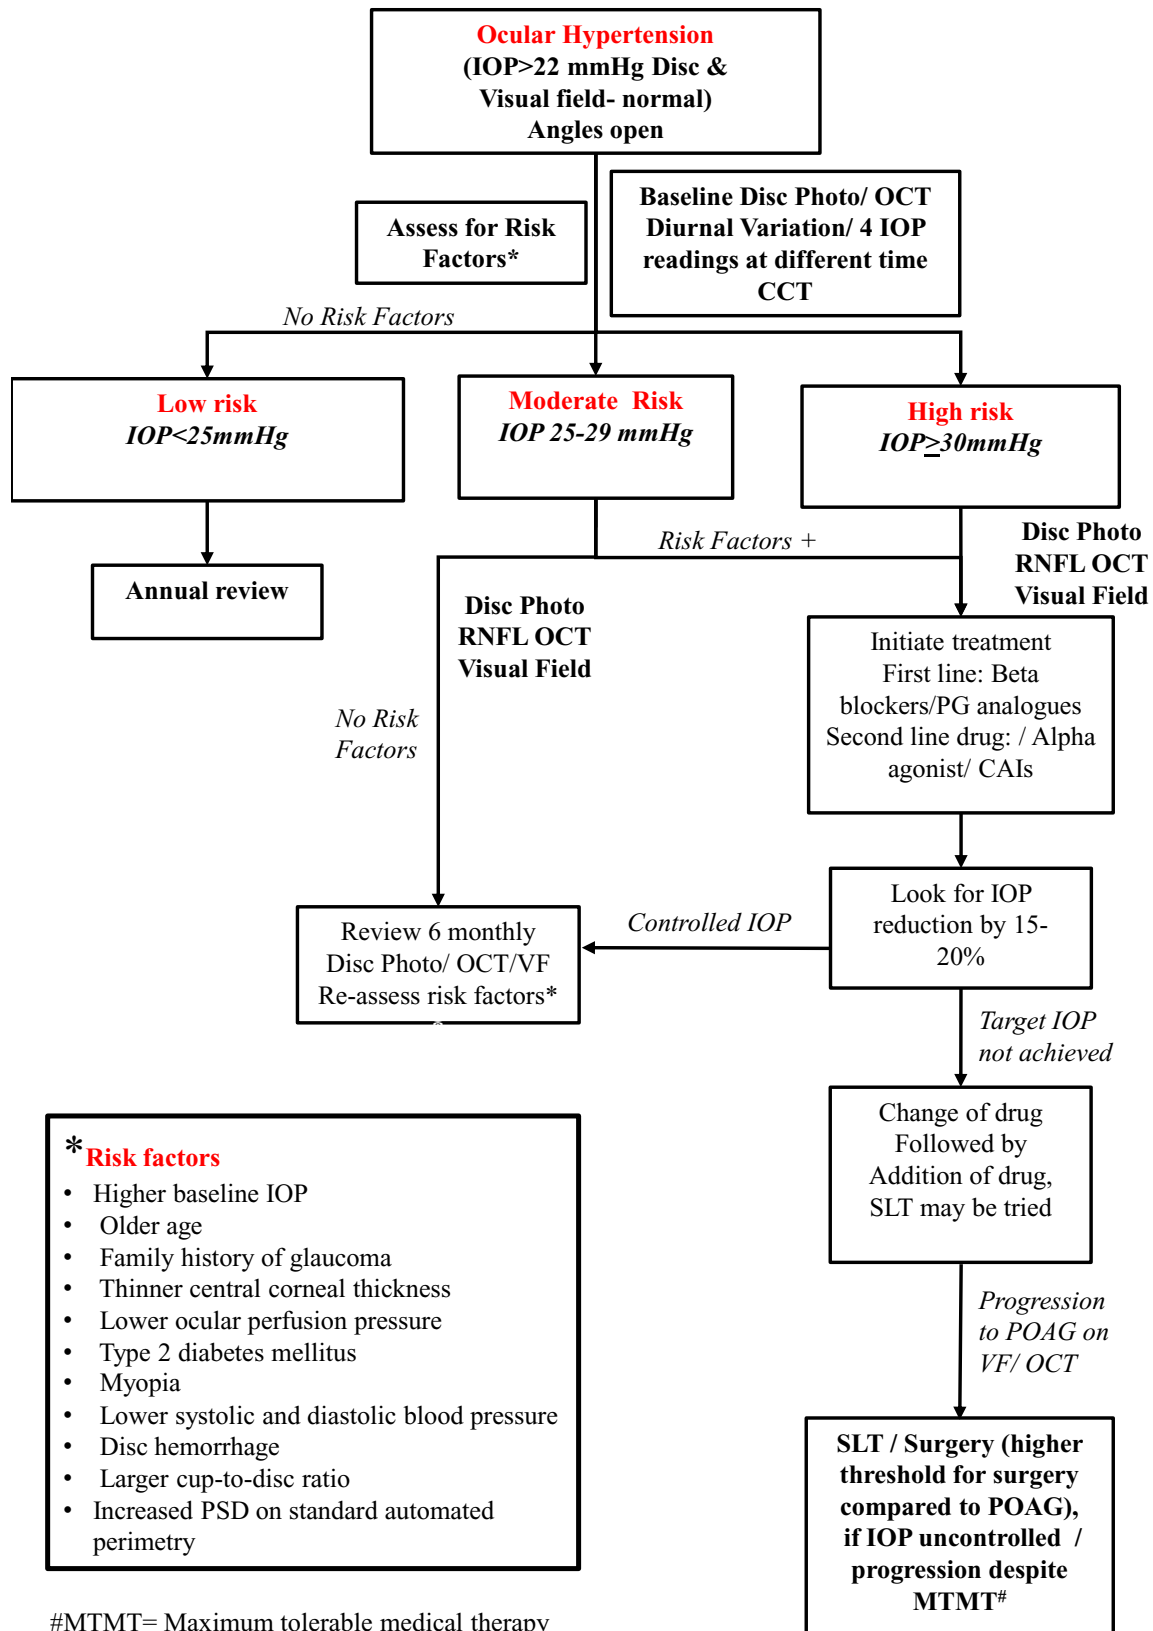 Ocular Hypertension
(IOP>22 mmHg Disc &
Visual field- normal)
Angles open
Assess for Risk
Factors*
Baseline Disc Photo/ OCT
Diurnal Variation/ 4 IOP
readings at different time
CCT
No Risk Factors
Low risk
IOP<25mmHg
Moderate Risk
IOP 25-29 mmHg
High risk
IOP≥30mmHg
Annual review
Risk Factors +
Disc Photo
RNFL OCT
Visual Field
Disc Photo
RNFL OCT
Visual Field
No Risk
Factors
Initiate treatment
First line: Beta
blockers/PG analogues
Second line drug: / Alpha
agonist/ CAIs
Look for IOP
reduction by 15-
20%
Controlled IOP
Review 6 monthly
Disc Photo/ OCT/VF
Re-assess risk factors*
Target IOP
not achieved
Change of drug
Followed by
Addition of drug,
SLT may be tried
Progression
to POAG on
VF/ OCT
SLT / Surgery (higher
threshold for surgery
compared to POAG),
if IOP uncontrolled /
progression despite
MTMT#
*Risk factors
• Higher baseline IOP
• Older age
• Family history of glaucoma
• Thinner central corneal thickness
• Lower ocular perfusion pressure
• Type 2 diabetes mellitus
• Myopia
• Lower systolic and diastolic blood pressure
• Disc hemorrhage
• Larger cup-to-disc ratio
• Increased PSD on standard automated
perimetry
#MTMT= Maximum tolerable medical therapy